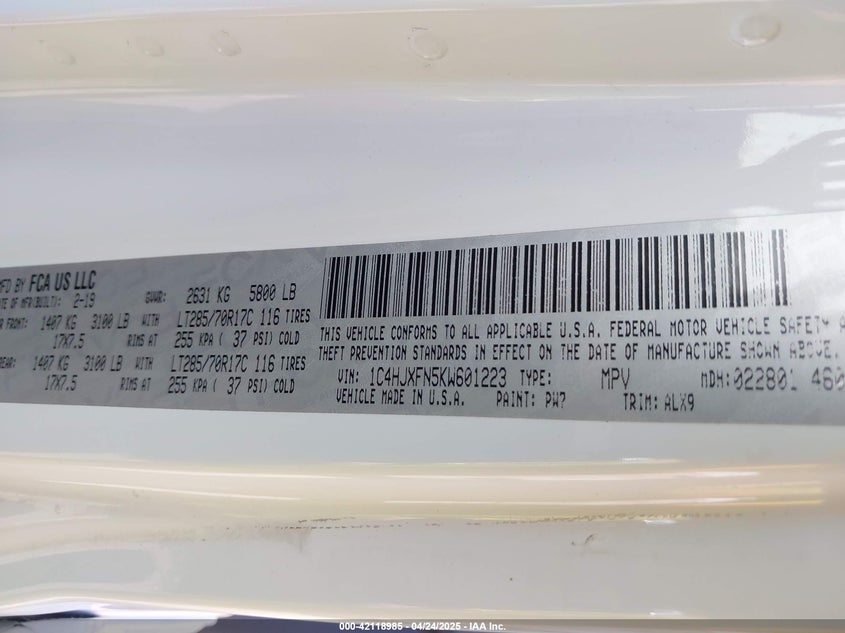 MFD BY FCA US LLC
DATE OF MFR(BUILT): 2-19 GVWR: 2631 KG 5800 LB
FRONT: 1407 KG 3100 LB WITH LT285/70R17C 116 TIRES
17X7.5 RIMS AT 255 KPA ( 37 PSI) COLD
REAR: 1407 KG 3100 LB WITH LT285/70R17C 116 TIRES
17X7.5 RIMS AT 255 KPA ( 37 PSI) COLD
THIS VEHICLE CONFORMS TO ALL APPLICABLE U.S.A. FEDERAL MOTOR VEHICLE SAFETY A
THEFT PREVENTION STANDARDS IN EFFECT ON THE DATE OF MANUFACTURE SHOWN ABOVE.
VIN: 1C4HJXFN5KW601223 TYPE: MPV MDH:022801 460
VEHICLE MADE IN U.S.A. PAINT: PW7 TRIM: ALX9
000-42118985 - 04/24/2025 - IAA Inc.